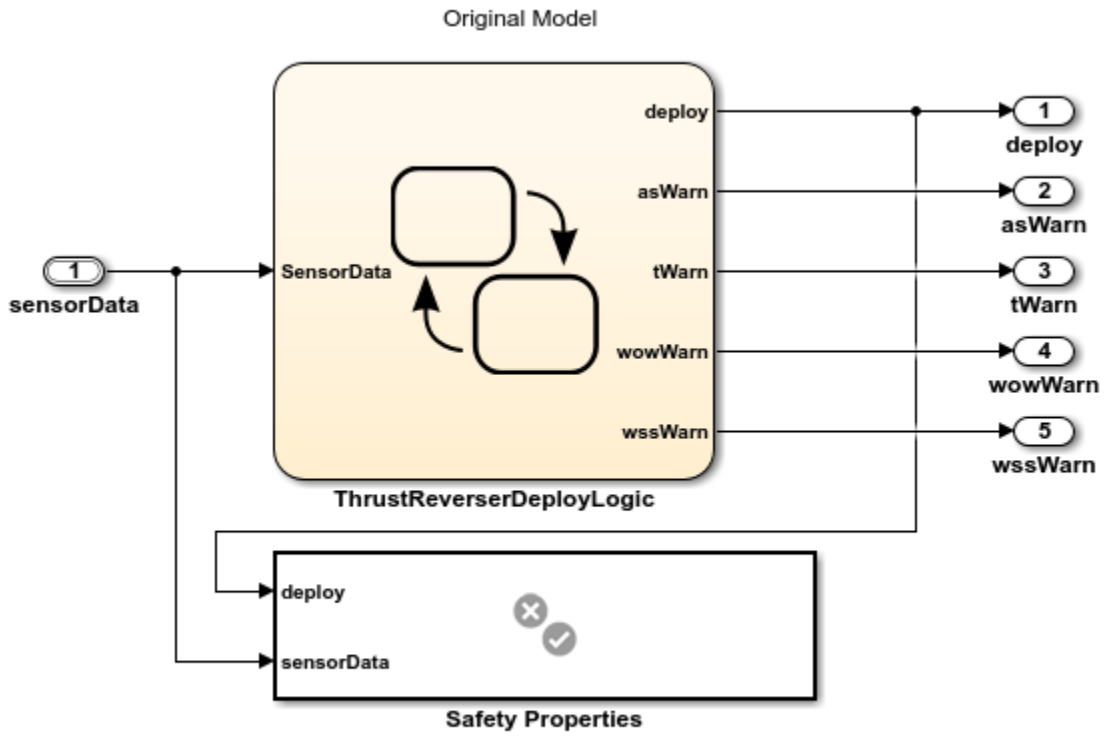 Original Model
deploy
asWarn
tWarn
wowWarn
wssWarn
SensorData
ThrustReverserDeployLogic
1
sensorData
1
deploy
2
asWarn
3
tWarn
4
wowWarn
5
wssWarn
deploy
sensorData
Safety Properties